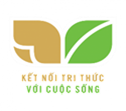 KẾT NỐI TRI THỨC
VỚI CUỘC SỐNG